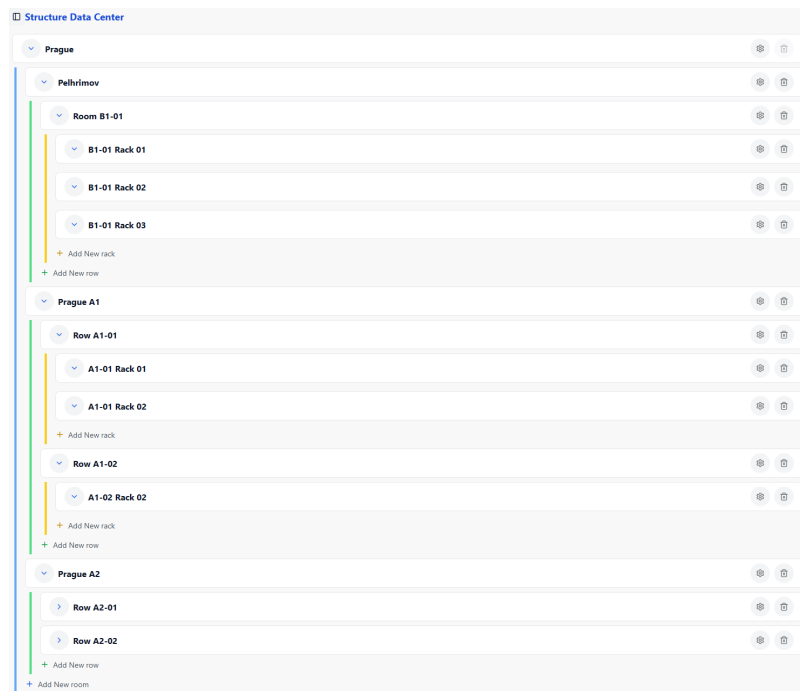 Structure Data Center
Prague
Pelhrimov
Room B1-01
B1-01 Rack 01
B1-01 Rack 02
B1-01 Rack 03
+ Add New rack
+ Add New row
Prague A1
Row A1-01
A1-01 Rack 01
A1-01 Rack 02
+ Add New rack
Row A1-02
A1-02 Rack 02
+ Add New rack
+ Add New row
Prague A2
Row A2-01
Row A2-02
+ Add New row
+ Add New room